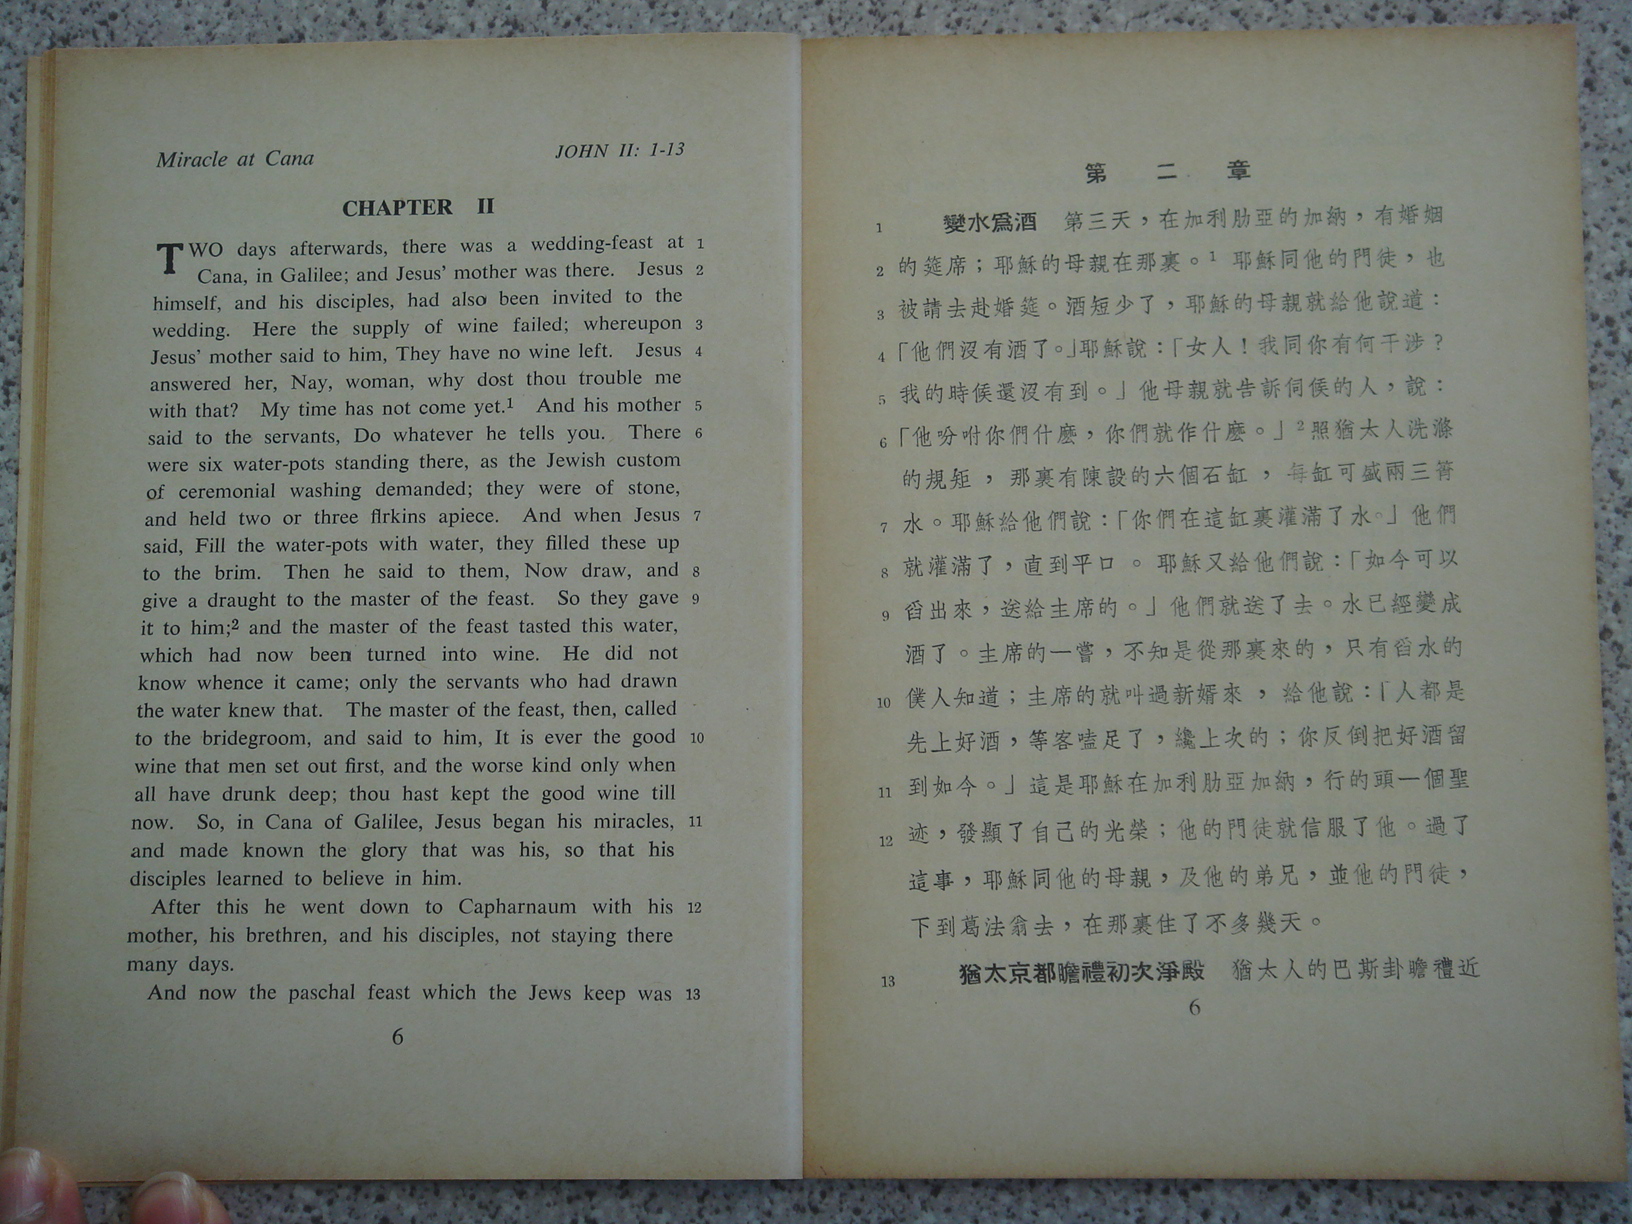 Miracle at Cana JOHN II: 1-13
CHAPTER II
TWO days afterwards, there was a wedding-feast at 1
Cana, in Galilee; and Jesus' mother was there. Jesus 2
himself, and his disciples, had also been invited to the
wedding. Here the supply of wine failed; whereupon 3
Jesus' mother said to him, They have no wine left. Jesus 4
answered her, Nay, woman, why dost thou trouble me
with that? My time has not come yet.¹ And his mother 5
said to the servants, Do whatever he tells you. There 6
were six water-pots standing there, as the Jewish custom
of ceremonial washing demanded; they were of stone,
and held two or three firkins apiece. And when Jesus 7
said, Fill the water-pots with water, they filled these up
to the brim. Then he said to them, Now draw, and 8
give a draught to the master of the feast. So they gave 9
it to him;² and the master of the feast tasted this water,
which had now been turned into wine. He did not
know whence it came; only the servants who had drawn
the water knew that. The master of the feast, then, called
to the bridegroom, and said to him, It is ever the good 10
wine that men set out first, and the worse kind only when
all have drunk deep; thou hast kept the good wine till
now. So, in Cana of Galilee, Jesus began his miracles, 11
and made known the glory that was his, so that his
disciples learned to believe in him.
After this he went down to Capharnaum with his 12
mother, his brethren, and his disciples, not staying there
many days.
And now the paschal feast which the Jews keep was 13
6
第二章
1 變水爲酒 第三天，在加利肋亞的加納，有婚姻
2 的筵席；耶穌的母親在那裏。¹ 耶穌同他的門徒，也
3 被請去赴婚筵。酒短少了，耶穌的母親就給他說道：
4 「他們沒有酒了。」耶穌說：「女人！我同你有何干涉？
5 我的時候還沒有到。」他母親就告訴伺候的人，說：
6 「他吩咐你們什麼，你們就作什麼。」²照猶太人洗滌
的規矩，那裏有陳設的六個石缸，每缸可盛兩三筲
7 水。耶穌給他們說：「你們在這缸裏灌滿了水。」他們
8 就灌滿了，直到平口。耶穌又給他們說：「如今可以
9 舀出來，送給主席的。」他們就送了去。水已經變成
酒了。主席的一嘗，不知是從那裏來的，只有舀水的
10 僕人知道；主席的就叫過新婿來，給他說：「人都是
先上好酒，等客嗑足了，纔上次的；你反倒把好酒留
11 到如今。」這是耶穌在加利肋亞加納，行的頭一個聖
12 迹，發顯了自己的光榮；他的門徒就信服了他。過了
這事，耶穌同他的母親，及他的弟兄，並他的門徒，
下到葛法翁去，在那裏住了不多幾天。
13 猶太京都瞻禮初次淨殿 猶太人的巴斯卦瞻禮近
6